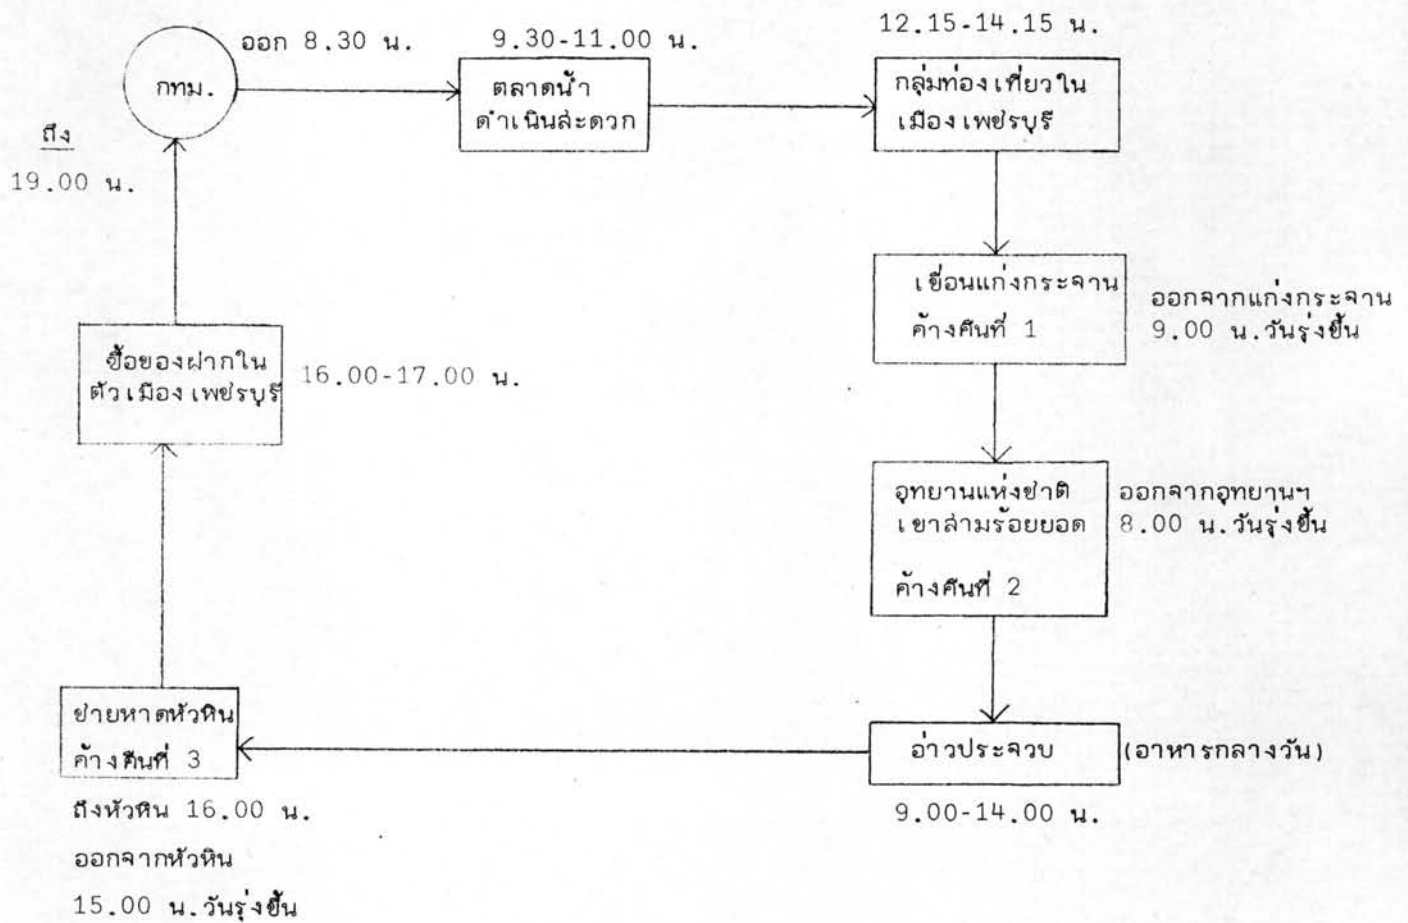 กทม.
ออก 8.30 น.
9.30-11.00 น.
ตลาดน้ำ
ดำเนินสะดวก
12.15-14.15 น.
กลุ่มท่องเที่ยวใน
เมืองเพชรบุรี
เขื่อนแก่งกระจาน
ค้างคืนที่ 1
ออกจากแก่งกระจาน
9.00 น.วันรุ่งขึ้น
อุทยานแห่งชาติ
เขาสามร้อยยอด
ค้างคืนที่ 2
ออกจากอุทยานฯ
8.00 น.วันรุ่งขึ้น
อ่าวประจวบ
(อาหารกลางวัน)
9.00-14.00 น.
ชายหาดหัวหิน
ค้างคืนที่ 3
ถึงหัวหิน 16.00 น.
ออกจากหัวหิน
15.00 น.วันรุ่งขึ้น
ซื้อของฝากใน
ตัวเมืองเพชรบุรี
16.00-17.00 น.
ถึง
19.00 น.